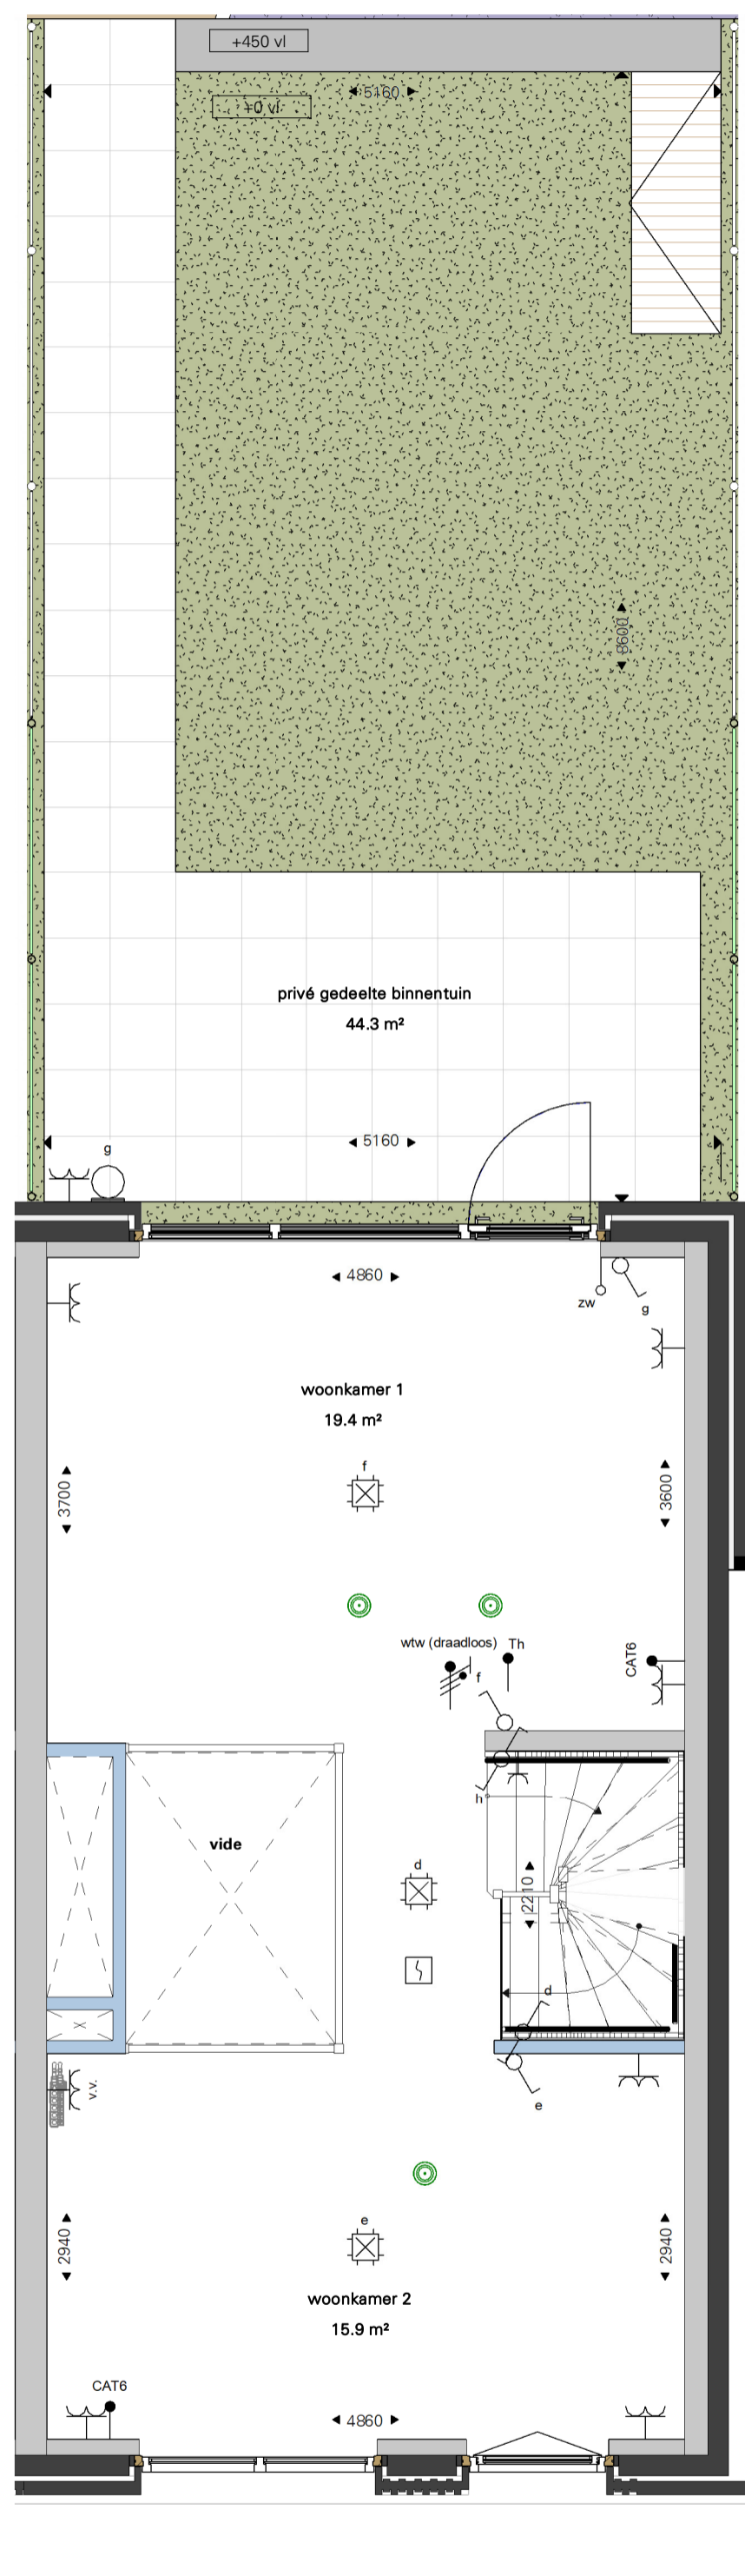 +450 vl
5160
+0 vl
8600
privé gedeelte binnentuin
44.3 m²
5160
g
4860
zw
g
woonkamer 1
19.4 m²
f
3700
3600
wtw (draadloos)
Th
CAT6
f
h
vide
d
2210
d
v.v.
e
2940
e
2940
woonkamer 2
15.9 m²
CAT6
4860